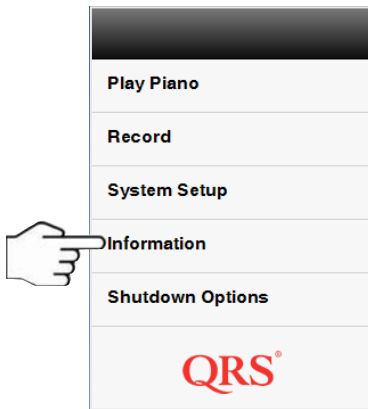 Play Piano
Record
System Setup
Information
Shutdown Options
QRS®